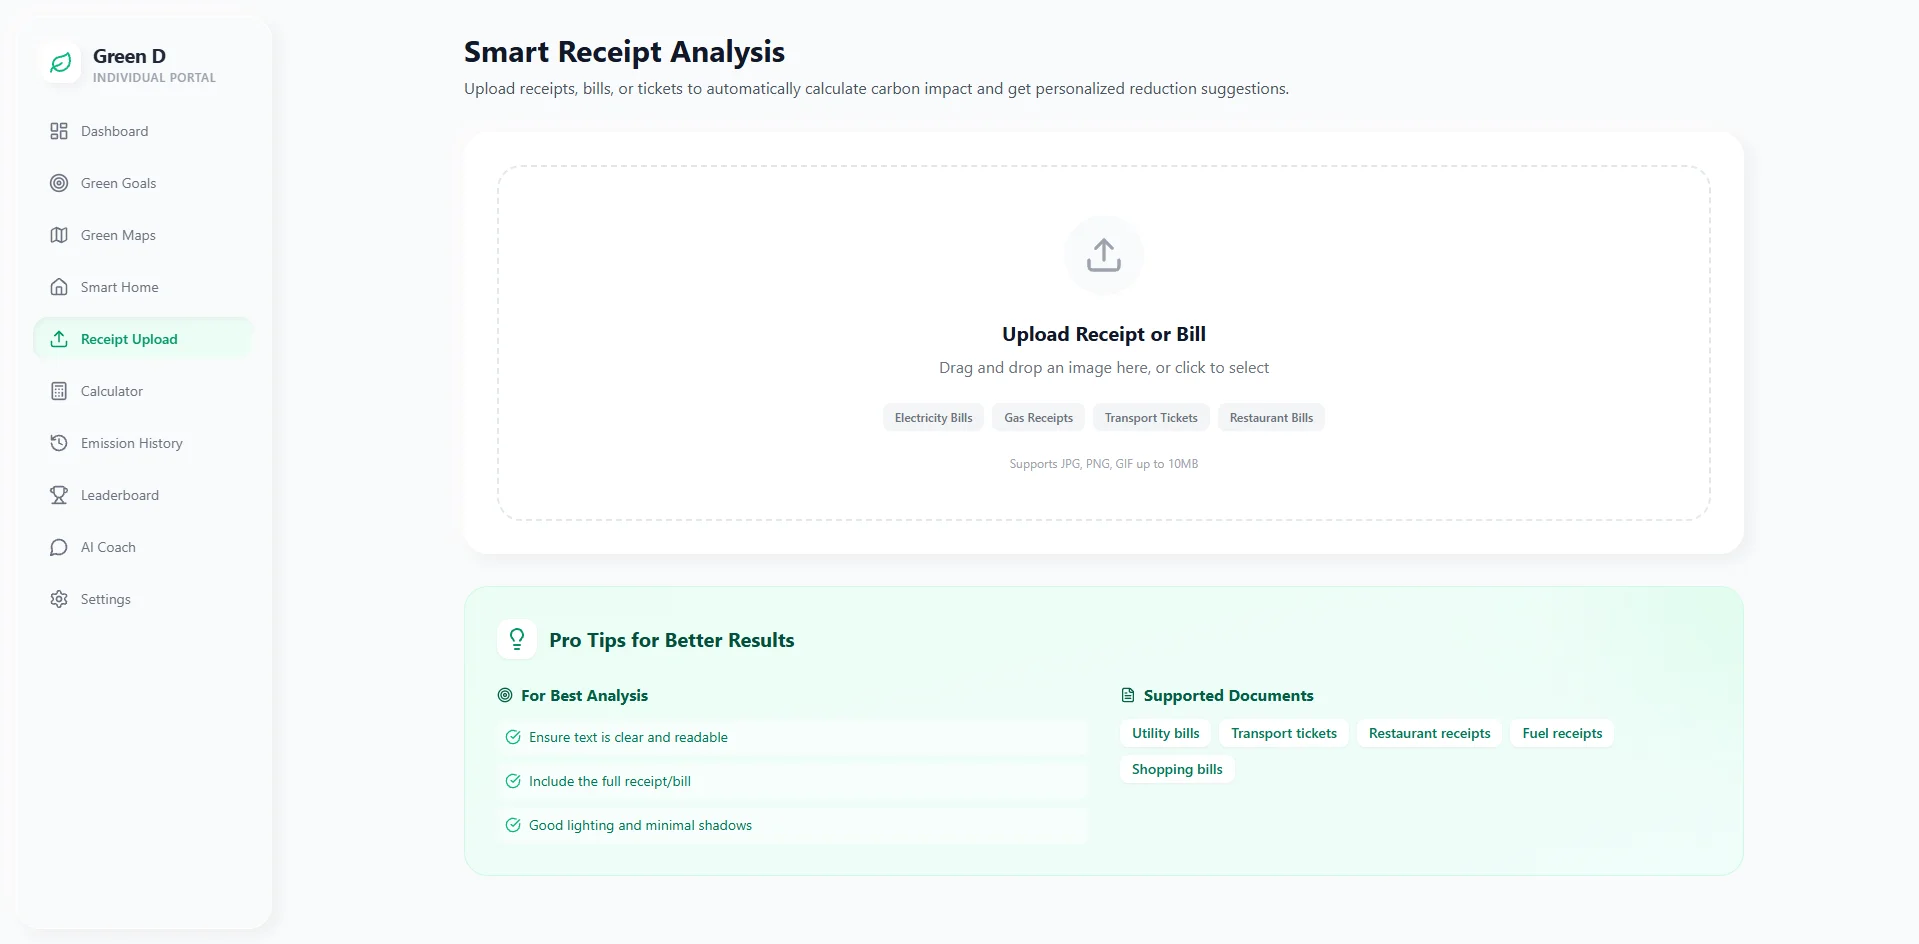 Green D
INDIVIDUAL PORTAL
Dashboard
Green Goals
Green Maps
Smart Home
Receipt Upload
Calculator
Emission History
Leaderboard
AI Coach
Settings
Smart Receipt Analysis
Upload receipts, bills, or tickets to automatically calculate carbon impact and get personalized reduction suggestions.
Upload Receipt or Bill
Drag and drop an image here, or click to select
Electricity Bills Gas Receipts Transport Tickets Restaurant Bills
Supports JPG, PNG, GIF up to 10MB
Pro Tips for Better Results
For Best Analysis
Ensure text is clear and readable
Include the full receipt/bill
Good lighting and minimal shadows
Supported Documents
Utility bills Transport tickets Restaurant receipts Fuel receipts
Shopping bills